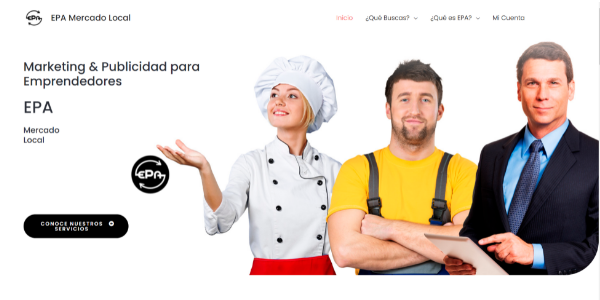 EPA
EPA Mercado Local
Inicio
¿Qué Buscas?
¿Qué es EPA?
Mi Cuenta
Marketing & Publicidad para
Emprendedores
EPA
Mercado
Local
EPA
CONOCE NUESTROS
SERVICIOS